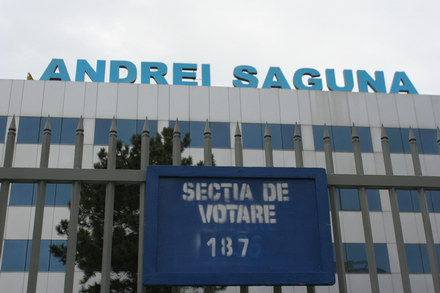 ANDREI SAGUNA
SECTIA DE
VOTARE
187